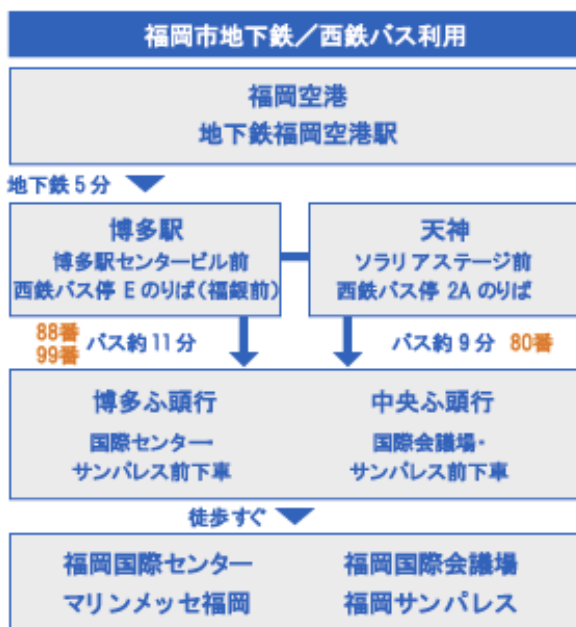 福岡市地下鉄／西鉄バス利用
福岡空港
地下鉄福岡空港駅
地下鉄5分
博多駅
博多駅センタービル前
西鉄バス停 E のりば(福銀前)
天神
ソラリアステージ前
西鉄バス停 2A のりば
88番
99番
バス約11分
バス約9分 80番
博多ふ頭行
国際センター・
サンパレス前下車
中央ふ頭行
国際会議場・
サンパレス前下車
徒歩すぐ
福岡国際センター
マリンメッセ福岡
福岡国際会議場
福岡サンパレス